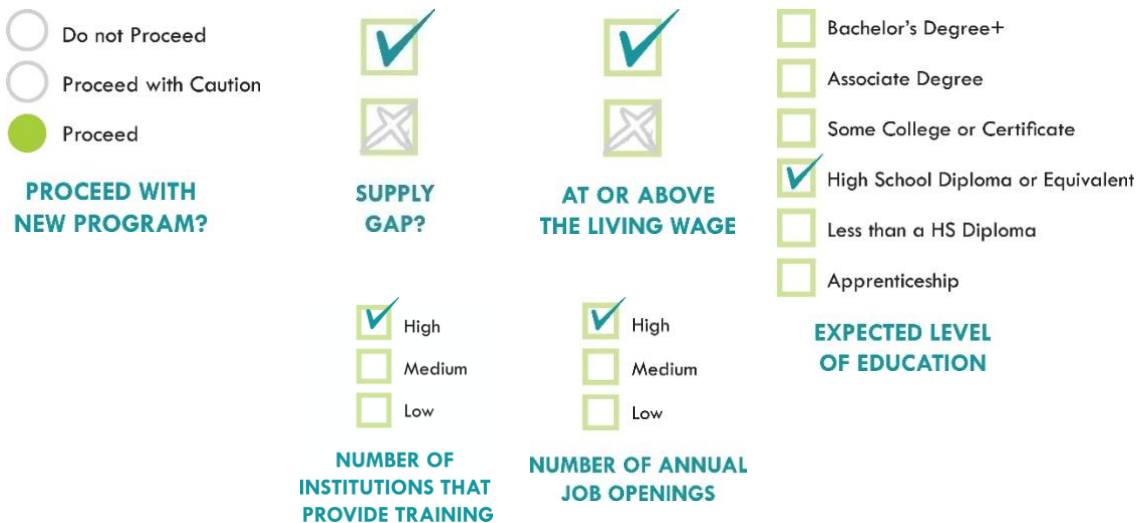 Do not Proceed
Proceed with Caution
Proceed
PROCEED WITH
NEW PROGRAM?
SUPPLY
GAP?
AT OR ABOVE
THE LIVING WAGE
Bachelor's Degree+
Associate Degree
Some College or Certificate
High School Diploma or Equivalent
Less than a HS Diploma
Apprenticeship
EXPECTED LEVEL
OF EDUCATION
High
Medium
Low
NUMBER OF
INSTITUTIONS THAT
PROVIDE TRAINING
High
Medium
Low
NUMBER OF ANNUAL
JOB OPENINGS